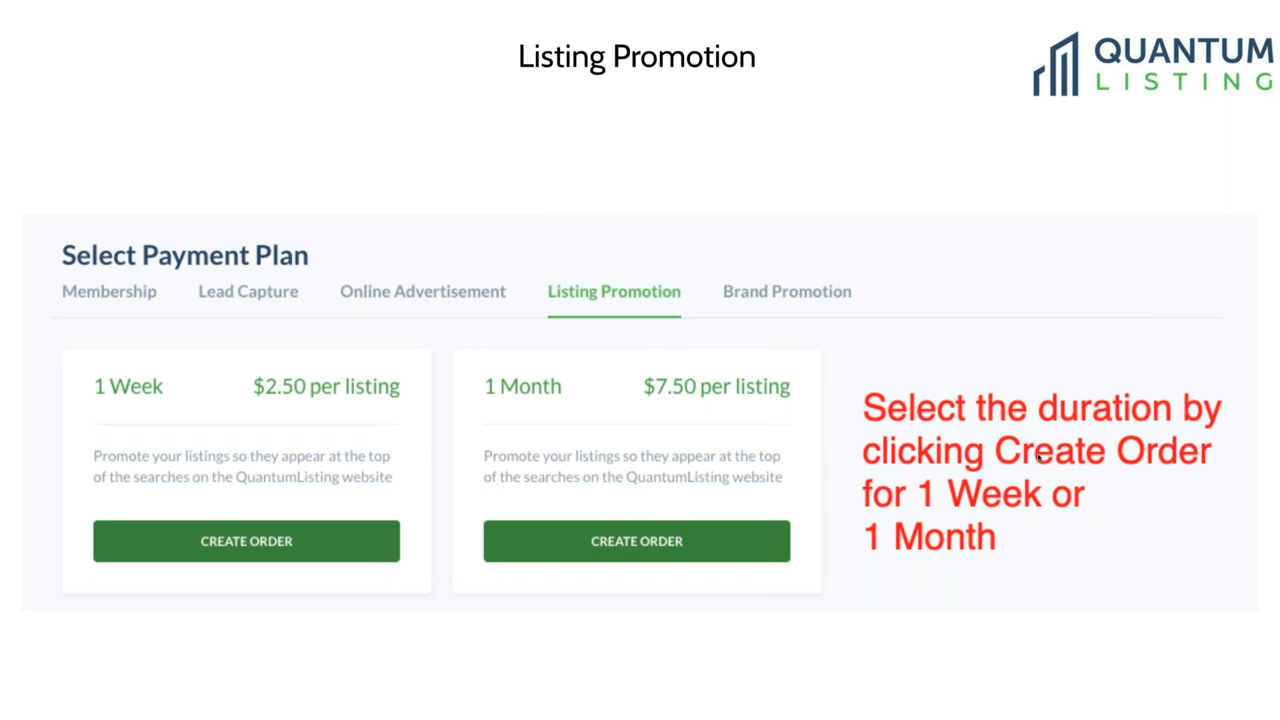 Listing Promotion
QUANTUM
LISTING
Select Payment Plan
Membership Lead Capture Online Advertisement Listing Promotion Brand Promotion
1 Week $2.50 per listing
Promote your listings so they appear at the top
of the searches on the QuantumListing website
CREATE ORDER
1 Month $7.50 per listing
Promote your listings so they appear at the top
of the searches on the QuantumListing website
CREATE ORDER
Select the duration by
clicking Create Order
for 1 Week or
1 Month